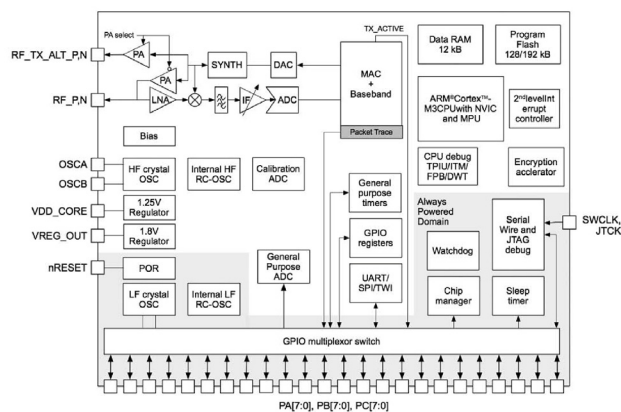 TX_ACTIVE
PA select
RF_TX_ALT_P,N
PA
SYNTH
DAC
MAC
+
Baseband
Data RAM
12 kB
Program
Flash
128/192 kB
PA
RF_P,N
LNA
IF
ADC
Packet Trace
ARM®Cortex™-
M3CPUwith NVIC
and MPU
2ndlevelInt
errupt
controller
Bias
OSCA
OSCB
HF crystal
OSC
Internal HF
RC-OSC
Calibration
ADC
CPU debug
TPIU/ITM/
FPB/DWT
Encryption
acclerator
VDD_CORE
1.25V
Regulator
General
purpose
timers
Always
Powered
Domain
VREG_OUT
1.8V
Regulator
GPIO
registers
Watchdog
Serial
Wire and
JTAG
debug
SWCLK,
JTCK
nRESET
POR
General
Purpose
ADC
UART/
SPI/TWI
LF crystal
OSC
Internal LF
RC-OSC
Chip
manager
Sleep
timer
GPIO multiplexor switch
PA[7:0], PB[7:0], PC[7:0]